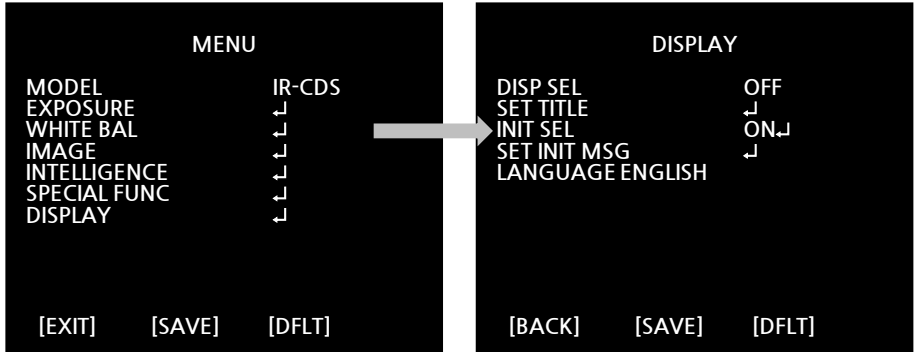 MENU
MODEL IR-CDS
EXPOSURE ↵
WHITE BAL ↵
IMAGE ↵
INTELLIGENCE ↵
SPECIAL FUNC ↵
DISPLAY ↵
[EXIT] [SAVE] [DFLT]
DISPLAY
DISP SEL OFF
SET TITLE ↵
INIT SEL ON↵
SET INIT MSG ↵
LANGUAGE ENGLISH
[BACK] [SAVE] [DFLT]